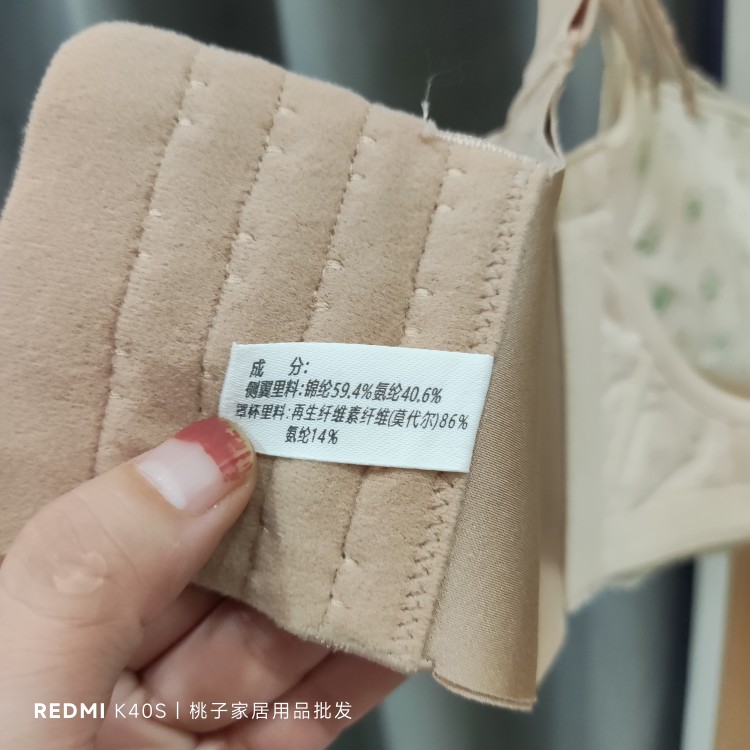 成 分:
侧翼里料:锦纶59.4%氨纶40.6%
罩杯里料:再生纤维素纤维(莫代尔)86%
氨纶14%
REDMI K40S | 桃子家居用品批发